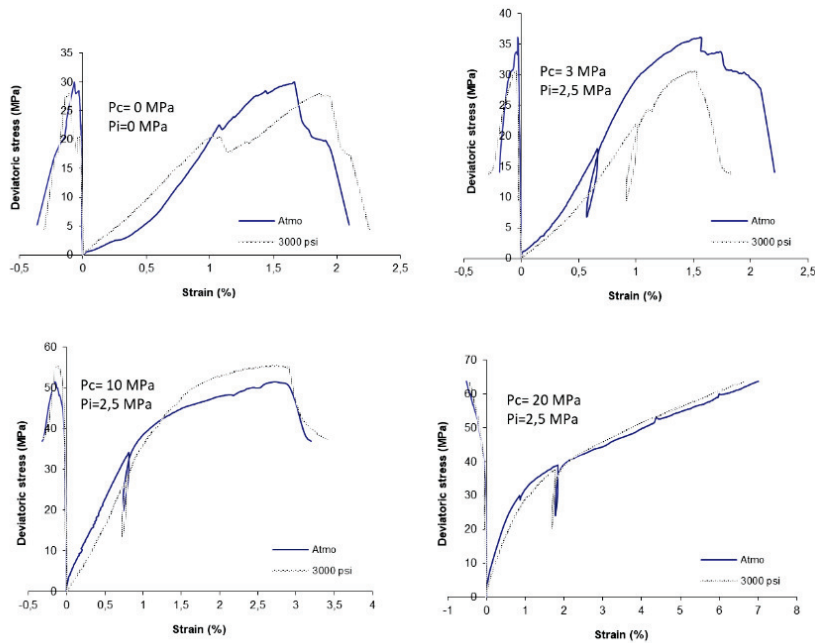 Deviatoric stress (MPa)
35
30
25
20
15
10
5
0
Pc= 0 MPa
Pi=0 MPa
Atmo
3000 psi
-0,5 0 0,5 1 1,5 2 2,5
Strain (%)
Deviatoric stress (MPa)
40
35
30
25
20
15
10
5
0
Pc= 3 MPa
Pi=2,5 MPa
Atmo
3000 psi
-0,5 0 0,5 1 1,5 2 2,5
Strain (%)
Deviatoric stress (MPa)
60
50
40
30
20
10
0
Pc= 10 MPa
Pi=2,5 MPa
Atmo
3000 psi
-0,5 0 0,5 1 1,5 2 2,5 3 3,5 4
Strain (%)
Deviatoric stress (MPa)
70
60
50
40
30
20
10
0
Pc= 20 MPa
Pi=2,5 MPa
Atmo
3000 psi
-1 0 1 2 3 4 5 6 7 8
Strain (%)